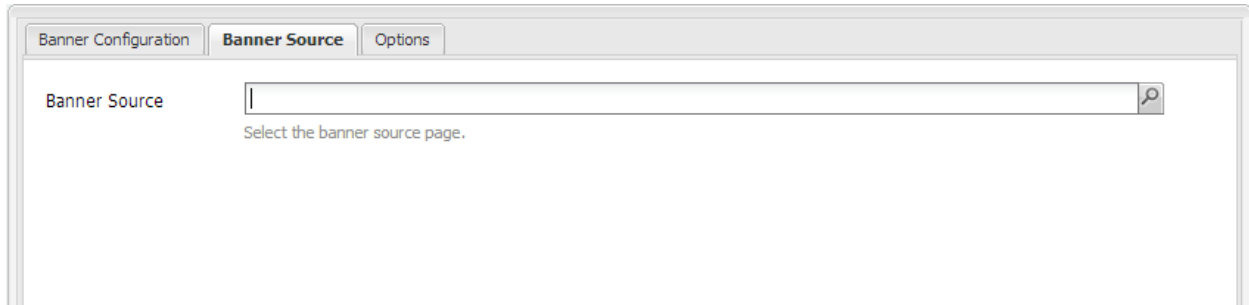 Banner Configuration Banner Source Options
Banner Source
Select the banner source page.